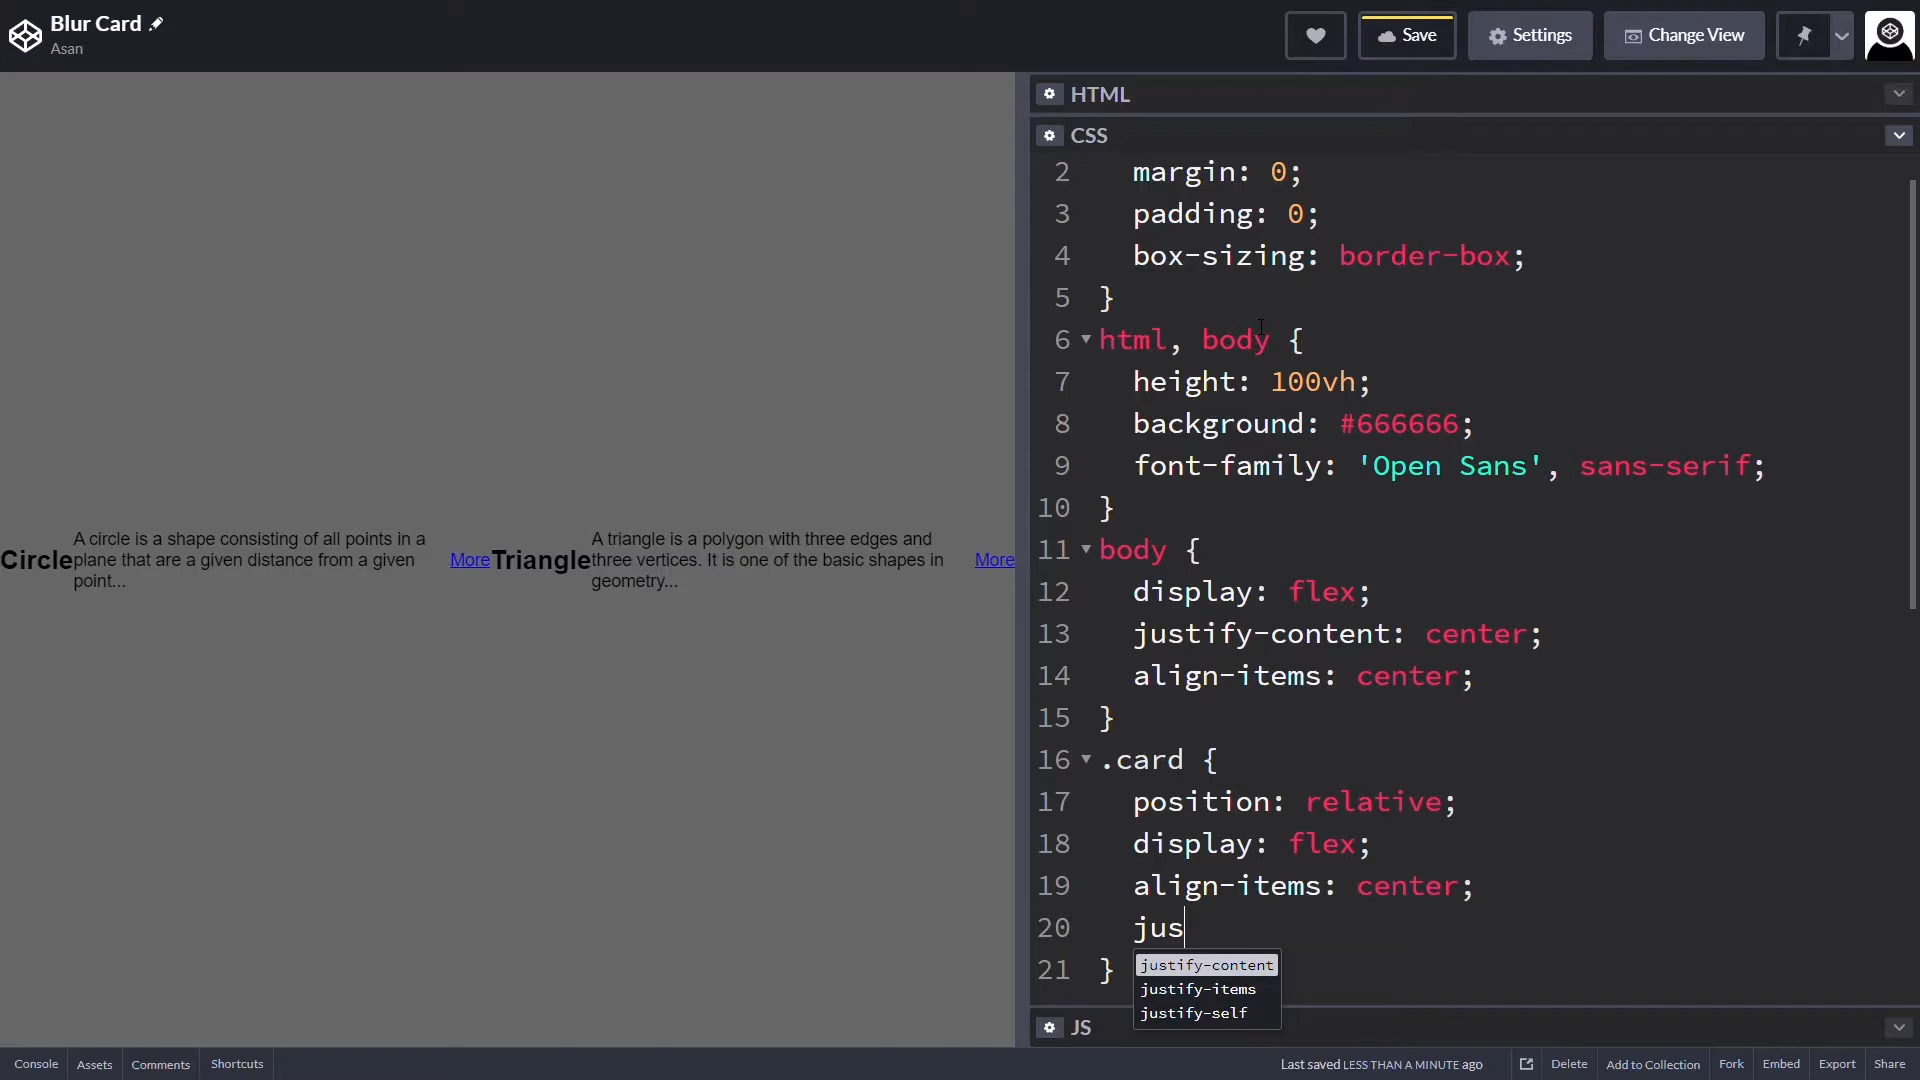 Blur Card
Asan
Save
Settings
Change View
HTML
CSS
2 margin: 0;
3 padding: 0;
4 box-sizing: border-box;
5 }
6 html, body {
7 height: 100vh;
8 background: #666666;
9 font-family: 'Open Sans', sans-serif;
10 }
11 body {
12 display: flex;
13 justify-content: center;
14 align-items: center;
15 }
16 .card {
17 position: relative;
18 display: flex;
19 align-items: center;
20 jus
21 }
justify-content
justify-items
justify-self
JS
Circle
A circle is a shape consisting of all points in a
plane that are a given distance from a given
point...
More
Triangle
A triangle is a polygon with three edges and
three vertices. It is one of the basic shapes in
geometry...
More
Console
Assets
Comments
Shortcuts
Last saved LESS THAN A MINUTE ago
Delete
Add to Collection
Fork
Embed
Export
Share